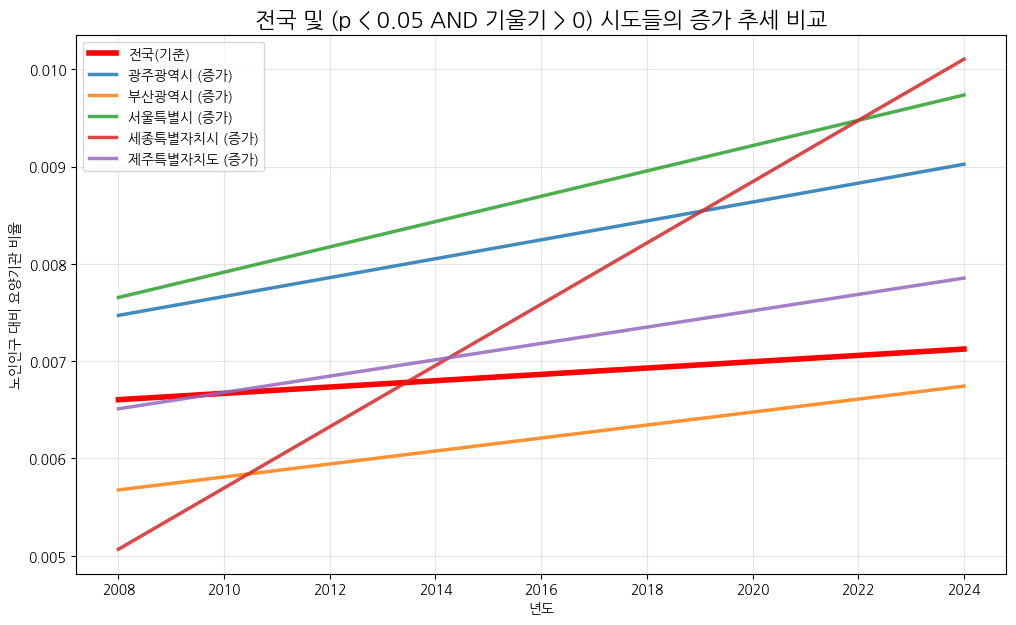 전국 및 (p < 0.05 AND 기울기 > 0) 시도들의 증가 추세 비교
전국(기준)
광주광역시 (증가)
부산광역시 (증가)
서울특별시 (증가)
세종특별자치시 (증가)
제주특별자치도 (증가)
노인인구 대비 요양기관 비율
0.010
0.009
0.008
0.007
0.006
0.005
2008 2010 2012 2014 2016 2018 2020 2022 2024
년도